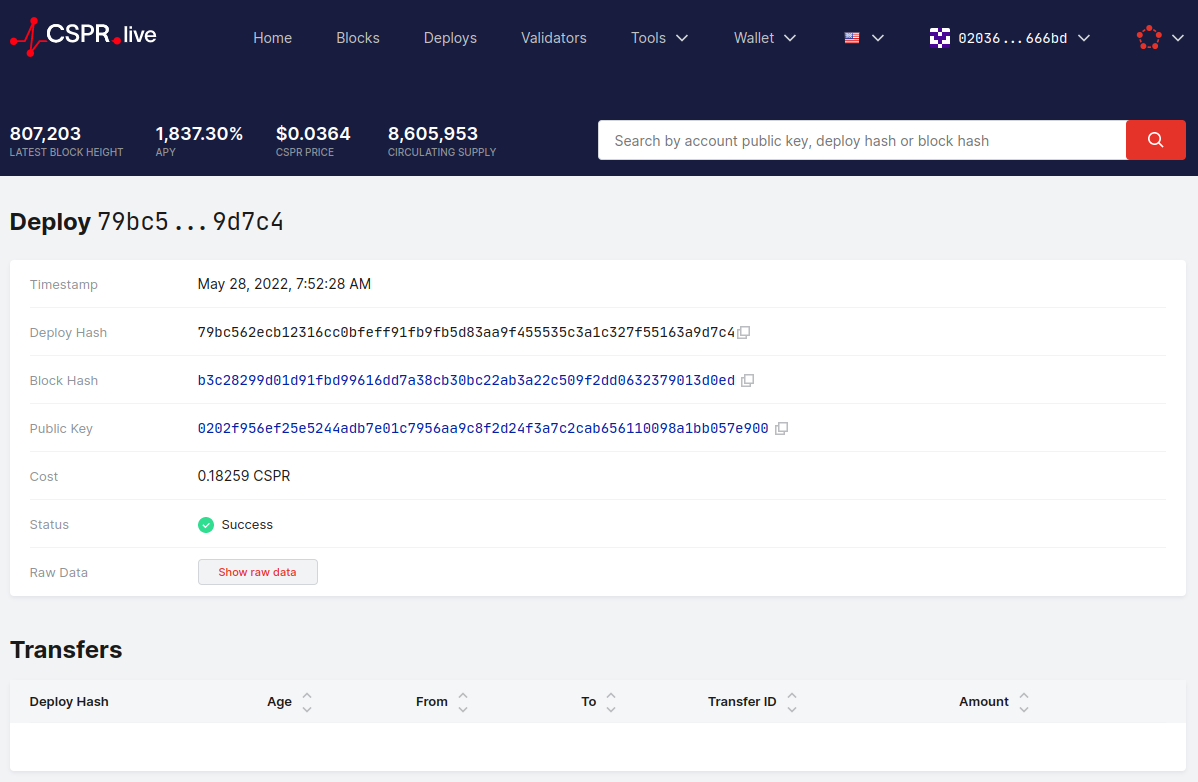 CSPR.live
Home Blocks Deploys Validators Tools Wallet 02036...666bd
807,203 1,837.30% $0.0364 8,605,953
LATEST BLOCK HEIGHT APY CSPR PRICE CIRCULATING SUPPLY
Search by account public key, deploy hash or block hash
Deploy 79bc5...9d7c4
Timestamp May 28, 2022, 7:52:28 AM
Deploy Hash 79bc562ecb12316cc0bfeff91fb9fb5d83aa9f455535c3a1c327f55163a9d7c4
Block Hash b3c28299d01d91fbd99616dd7a38cb30bc22ab3a22c509f2dd0632379013d0ed
Public Key 0202f956ef25e5244adb7e01c7956aa9c8f2d24f3a7c2cab656110098a1bb057e900
Cost 0.18259 CSPR
Status Success
Raw Data Show raw data
Transfers
Deploy Hash Age From To Transfer ID Amount